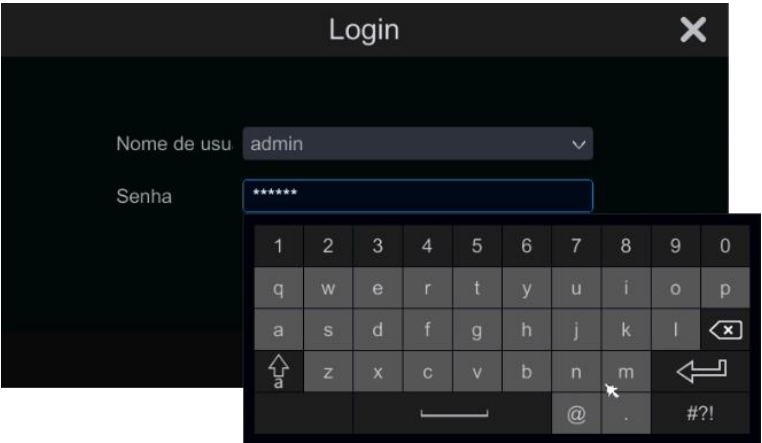 Login
Nome de usu
admin
Senha
******
1 2 3 4 5 6 7 8 9 0
q w e r t y u i o p
a s d f g h j k l
a z x c v b n m
@ . #?!